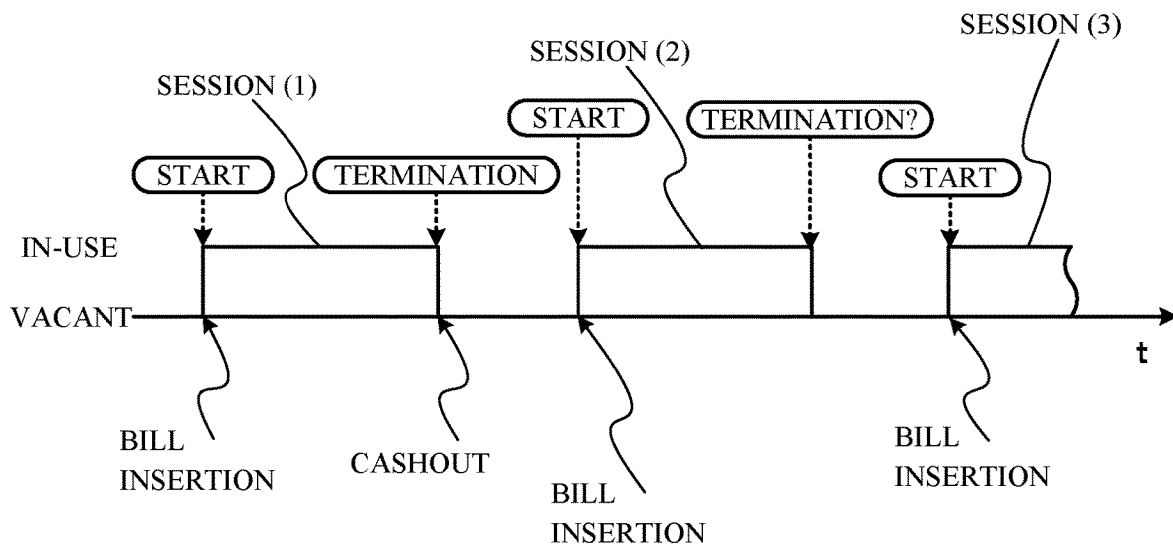 SESSION (3)
SESSION (2)
SESSION (1)
START
TERMINATION?
START
TERMINATION
START
IN-USE
VACANT
t
BILL
INSERTION
CASHOUT
BILL
INSERTION
BILL
INSERTION